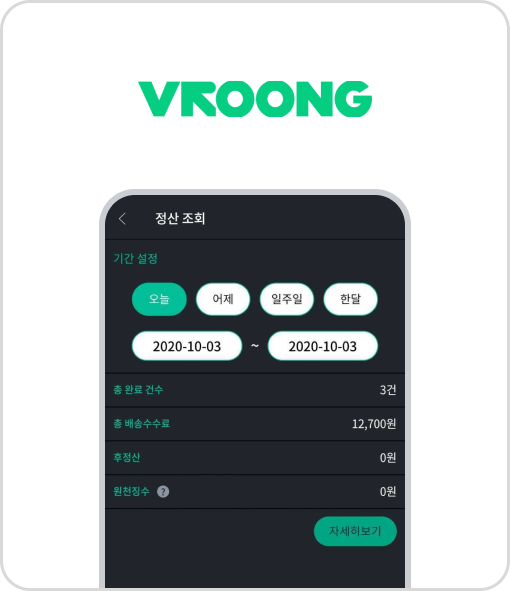 VROONG
정산 조회
기간 설정
오늘 어제 일주일 한달
2020-10-03 ~ 2020-10-03
총 완료 건수 3건
총 배송수수료 12,700원
후정산 0원
원천징수 ? 0원
자세히보기